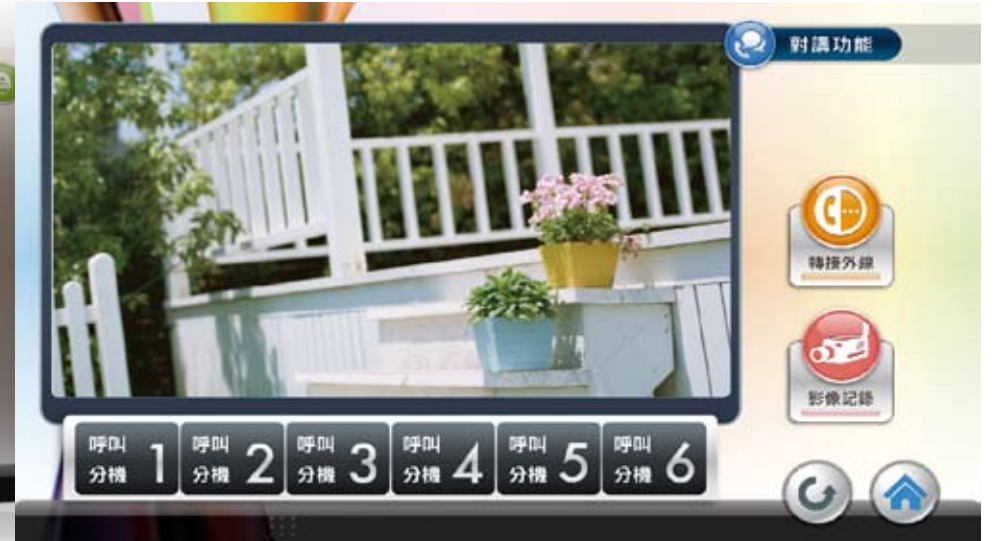 對講功能
轉接外線
影像記錄
呼叫
分機 1
呼叫
分機 2
呼叫
分機 3
呼叫
分機 4
呼叫
分機 5
呼叫
分機 6